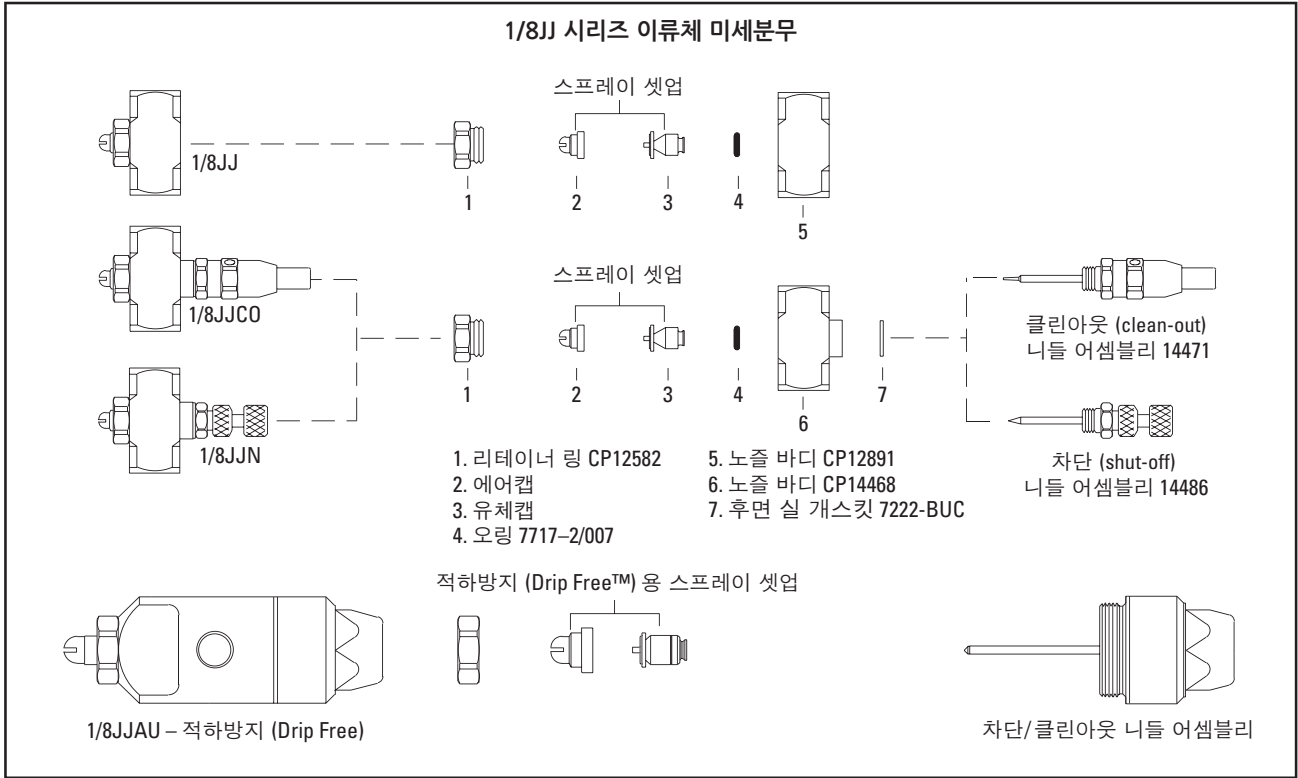 1/8JJ 시리즈 이류체 미세분무
스프레이 셋업
1/8JJ
1
2
3
4
5
스프레이 셋업
1/8JJCO
1/8JJN
1
2
3
4
6
7
클린아웃 (clean-out)
니들 어셈블리 14471
차단 (shut-off)
니들 어셈블리 14486
1. 리테이너 링 CP12582
2. 에어캡
3. 유체캡
4. 오링 7717–2/007
5. 노즐 바디 CP12891
6. 노즐 바디 CP14468
7. 후면 실 개스킷 7222-BUC
적하방지 (Drip Free™) 용 스프레이 셋업
1/8JJAU – 적하방지 (Drip Free)
차단/클린아웃 니들 어셈블리